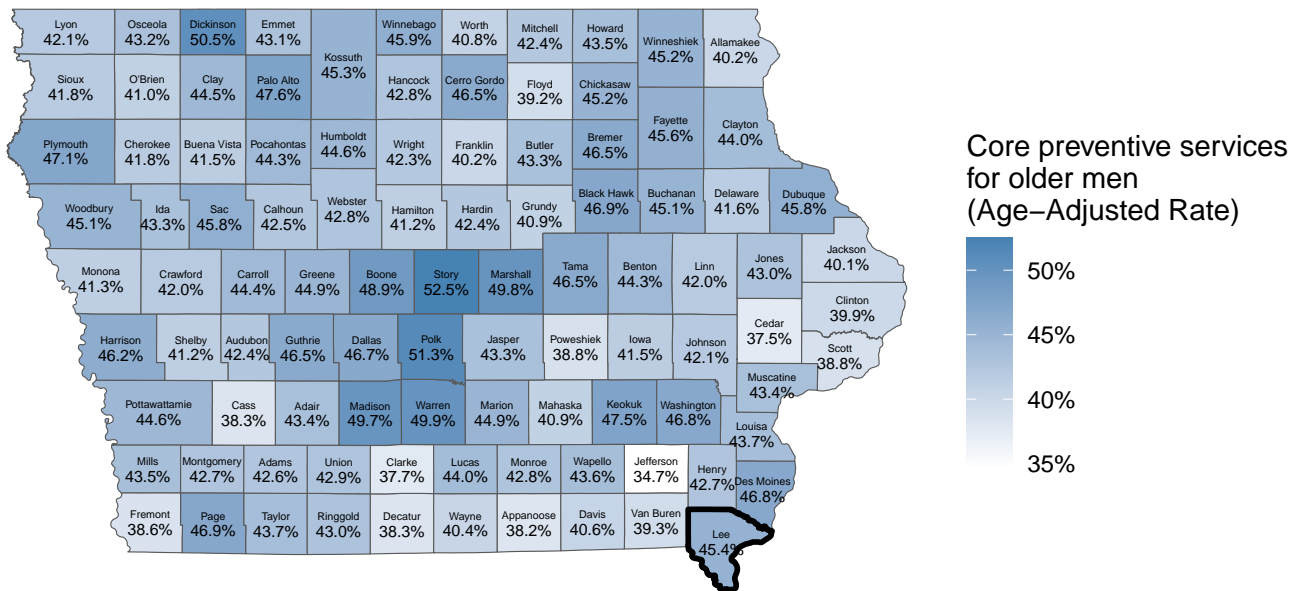 Lyon
42.1%
Osceola
43.2%
Dickinson
50.5%
Emmet
43.1%
Kossuth
45.3%
Winnebago
45.9%
Worth
40.8%
Mitchell
42.4%
Howard
43.5%
Winneshiek
45.2%
Allamakee
40.2%
Sioux
41.8%
O'Brien
41.0%
Clay
44.5%
Palo Alto
47.6%
Hancock
42.8%
Cerro Gordo
46.5%
Floyd
39.2%
Chickasaw
45.2%
Plymouth
47.1%
Cherokee
41.8%
Buena Vista
41.5%
Pocahontas
44.3%
Humboldt
44.6%
Wright
42.3%
Franklin
40.2%
Butler
43.3%
Bremer
46.5%
Fayette
45.6%
Clayton
44.0%
Woodbury
45.1%
Ida
43.3%
Sac
45.8%
Calhoun
42.5%
Webster
42.8%
Hamilton
41.2%
Hardin
42.4%
Grundy
40.9%
Black Hawk
46.9%
Buchanan
45.1%
Delaware
41.6%
Dubuque
45.8%
Monona
41.3%
Crawford
42.0%
Carroll
44.4%
Greene
44.9%
Boone
48.9%
Story
52.5%
Marshall
49.8%
Tama
46.5%
Benton
44.3%
Linn
42.0%
Jones
43.0%
Jackson
40.1%
Clinton
39.9%
Harrison
46.2%
Shelby
41.2%
Audubon
42.4%
Guthrie
46.5%
Dallas
46.7%
Polk
51.3%
Jasper
43.3%
Poweshiek
38.8%
Iowa
41.5%
Johnson
42.1%
Cedar
37.5%
Scott
38.8%
Muscatine
43.4%
Pottawattamie
44.6%
Cass
38.3%
Adair
43.4%
Madison
49.7%
Warren
49.9%
Marion
44.9%
Mahaska
40.9%
Keokuk
47.5%
Washington
46.8%
Louisa
43.7%
Mills
43.5%
Montgomery
42.7%
Adams
42.6%
Union
42.9%
Clarke
37.7%
Lucas
44.0%
Monroe
42.8%
Wapello
43.6%
Jefferson
34.7%
Henry
42.7%
Des Moines
46.8%
Fremont
38.6%
Page
46.9%
Taylor
43.7%
Ringgold
43.0%
Decatur
38.3%
Wayne
40.4%
Appanoose
38.2%
Davis
40.6%
Van Buren
39.3%
Lee
45.4%
Core preventive services
for older men
(Age−Adjusted Rate)
50%
45%
40%
35%